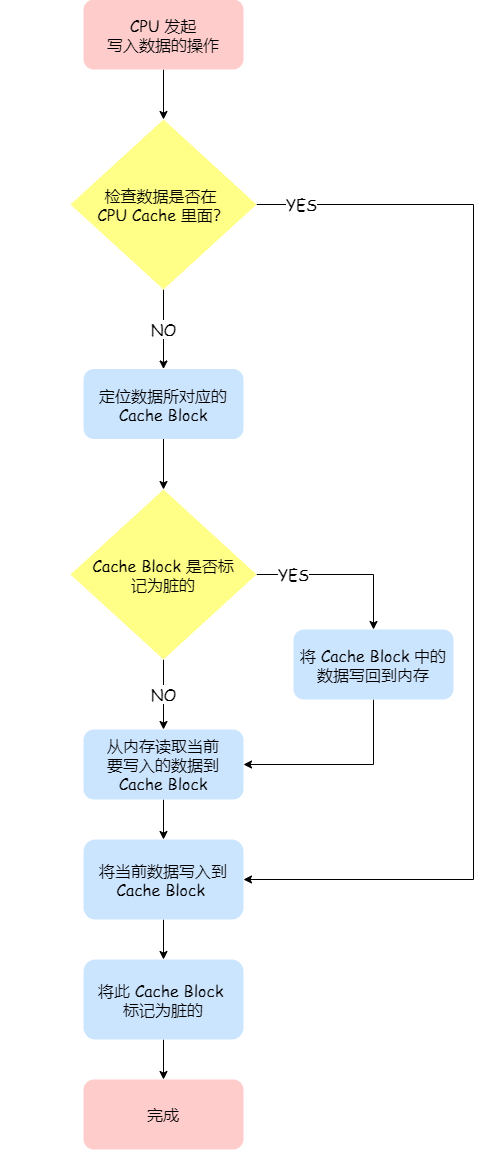 CPU 发起
写入数据的操作
检查数据是否在
CPU Cache 里面?
YES
NO
定位数据所对应的
Cache Block
Cache Block 是否标
记为脏的
YES
将 Cache Block 中的
数据写回到内存
NO
从内存读取当前
要写入的数据到
Cache Block
将当前数据写入到
Cache Block
将此 Cache Block
标记为脏的
完成